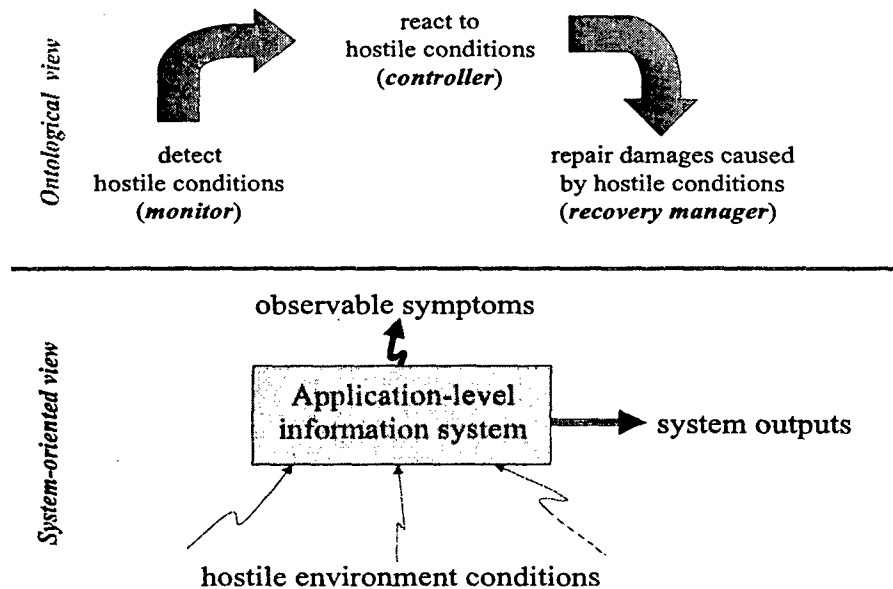 Ontological view
react to
hostile conditions
(controller)
detect
hostile conditions
(monitor)
repair damages caused
by hostile conditions
(recovery manager)
System-oriented view
observable symptoms
Application-level
information system
system outputs
hostile environment conditions